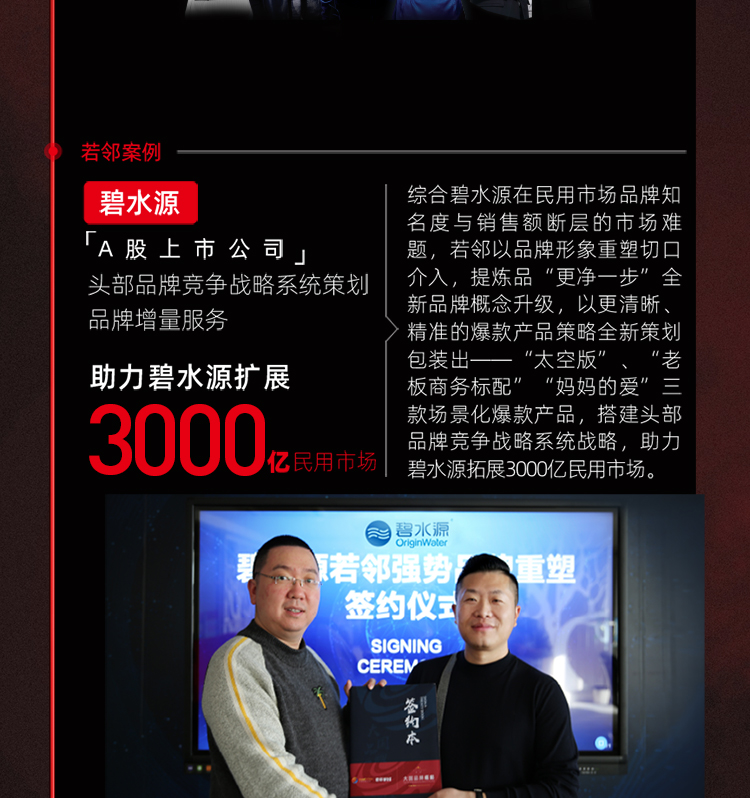 若邻案例
碧水源
「A股上市公司」
头部品牌竞争战略系统策划
品牌增量服务
助力碧水源扩展
3000亿民用市场
综合碧水源在民用市场品牌知
名度与销售额断层的市场难
题，若邻以品牌形象重塑切口
介入，提炼品“更净一步”全
新品牌概念升级，以更清晰、
精准的爆款产品策略全新策划
包装出——“太空版”、“老
板商务标配”“妈妈的爱”三
款场景化爆款产品，搭建头部
品牌竞争战略系统战略，助力
碧水源拓展3000亿民用市场。
碧水源
OriginWater
碧 源若邻强势品 重塑
签约仪式
SIGNING
CEREM
签约本